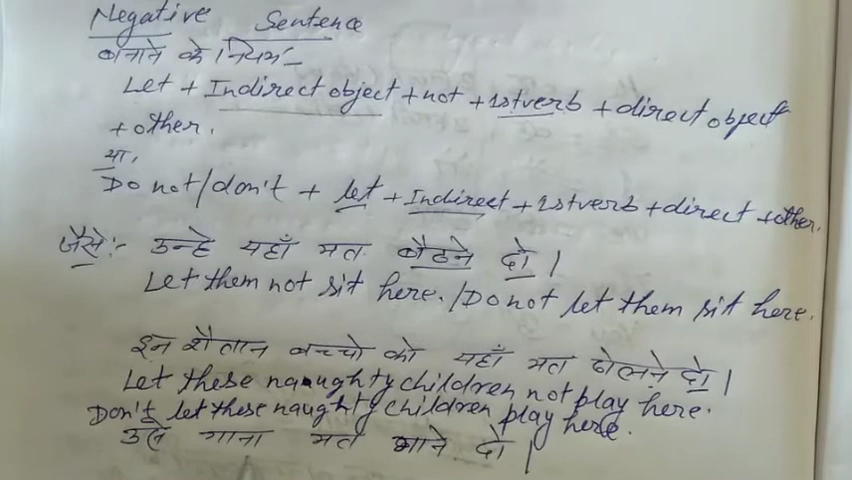 Negative Sentence
बनाने के नियमः-
Let + Indirect object + not + 1st verb + direct object
+ other.
या,
Do not/don't + let + Indirect + 1st verb + direct + other.
जैसेः- उन्हे यहाँ मत बैठने दो।
Let them not sit here. / Do not let them sit here.
इन शैतान बच्चो को यहाँ मत खेलने दो।
Let these naughty children not play here.
Don't let these naughty children play here.
उसे गाना मत गाने दो।